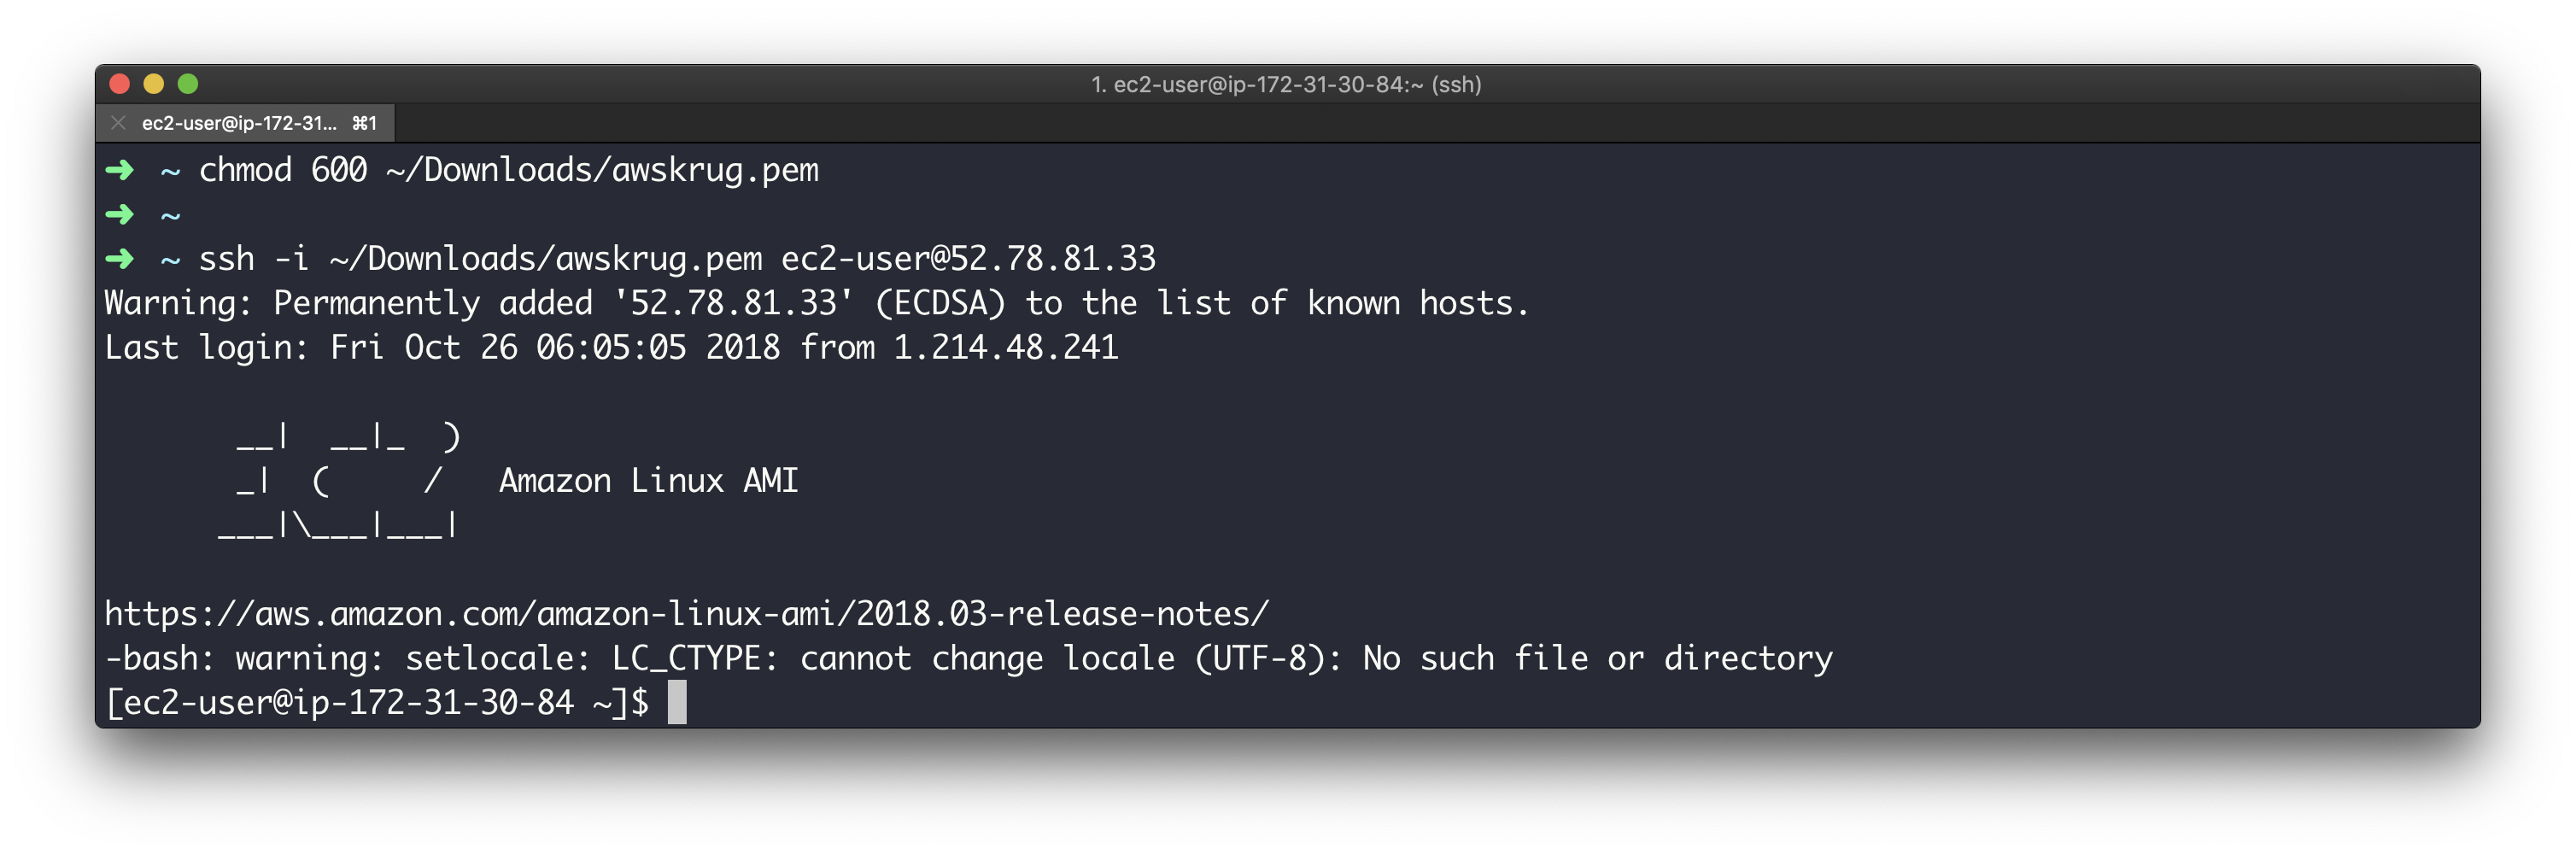 1. ec2-user@ip-172-31-30-84:~ (ssh)
ec2-user@ip-172-31... ⌘1
➜  ~ chmod 600 ~/Downloads/awskrug.pem
➜  ~
➜  ~ ssh -i ~/Downloads/awskrug.pem ec2-user@52.78.81.33
Warning: Permanently added '52.78.81.33' (ECDSA) to the list of known hosts.
Last login: Fri Oct 26 06:05:05 2018 from 1.214.48.241
       __|  __|_  )
       _|  (     /   Amazon Linux AMI
      ___|\___|___|
https://aws.amazon.com/amazon-linux-ami/2018.03-release-notes/
-bash: warning: setlocale: LC_CTYPE: cannot change locale (UTF-8): No such file or directory
[ec2-user@ip-172-31-30-84 ~]$